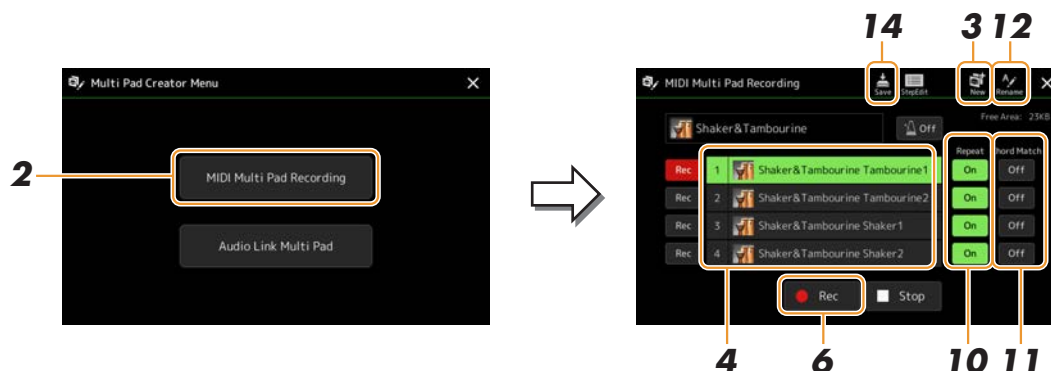 14 3 12
Multi Pad Creator Menu
MIDI Multi Pad Recording
Save StepEdit New Rename
Free Area: 23KB
Shaker&Tambourine Off
Repeat hord Match
2 MIDI Multi Pad Recording
Rec 1 Shaker&Tambourine Tambourine1 On Off
Rec 2 Shaker&Tambourine Tambourine2 On Off
Rec 3 Shaker&Tambourine Shaker1 On Off
Audio Link Multi Pad
Rec 4 Shaker&Tambourine Shaker2 On Off
Rec Stop
4 6 10 11